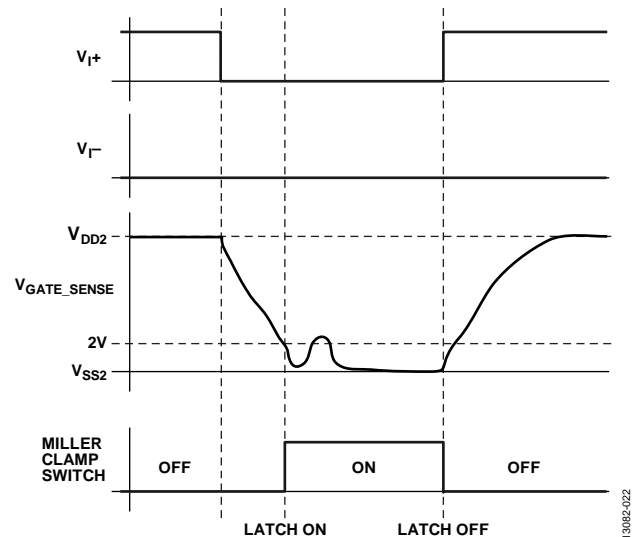 VI+
VI–
VDD2
VGATE_SENSE
2V
VSS2
MILLER
CLAMP
SWITCH
OFF
ON
OFF
LATCH ON
LATCH OFF
13082-022